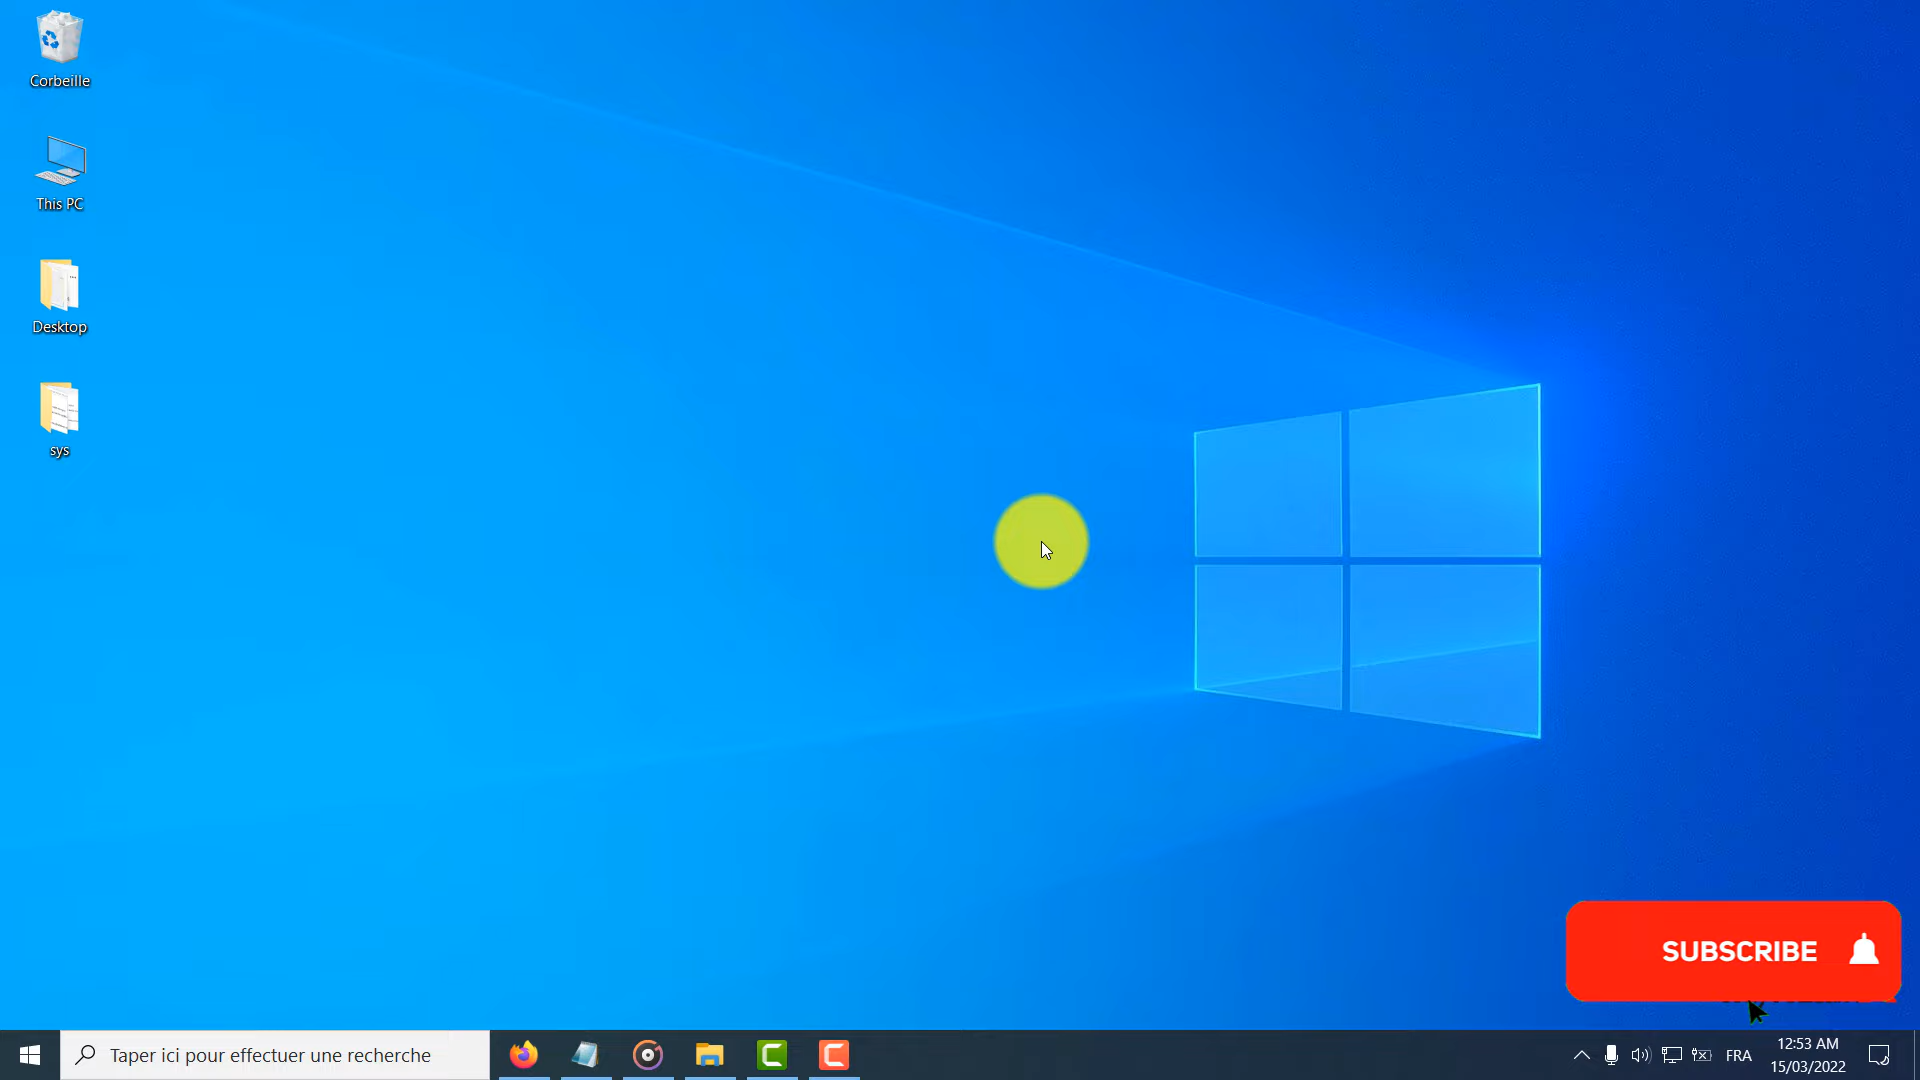 Corbeille
This PC
Desktop
sys
SUBSCRIBE
Taper ici pour effectuer une recherche
FRA
12:53 AM
15/03/2022